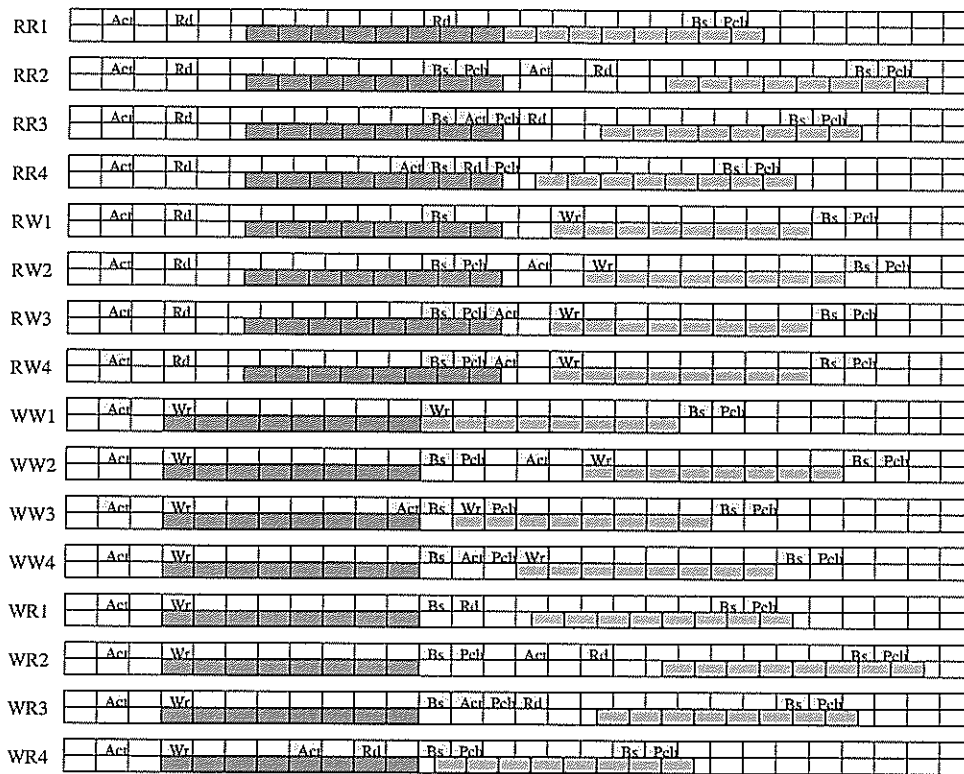 RR1 Act Rd Rd Bs Pch
RR2 Act Rd Bs Pch Act Rd Bs Pch
RR3 Act Rd Bs Act Pch Rd Bs Pch
RR4 Act Rd Act Bs Rd Pch Bs Pch
RW1 Act Rd Bs Wr Bs Pch
RW2 Act Rd Bs Pch Act Wr Bs Pch
RW3 Act Rd Bs Pch Act Wr Bs Pch
RW4 Act Rd Bs Pch Act Wr Bs Pch
WW1 Act Wr Wr Bs Pch
WW2 Act Wr Bs Pch Act Wr Bs Pch
WW3 Act Wr Act Bs Wr Pch Bs Pch
WW4 Act Wr Bs Act Pch Wr Bs Pch
WR1 Act Wr Bs Rd Bs Pch
WR2 Act Wr Bs Pch Act Rd Bs Pch
WR3 Act Wr Bs Act Pch Rd Bs Pch
WR4 Act Wr Act Rd Bs Pch Bs Pch